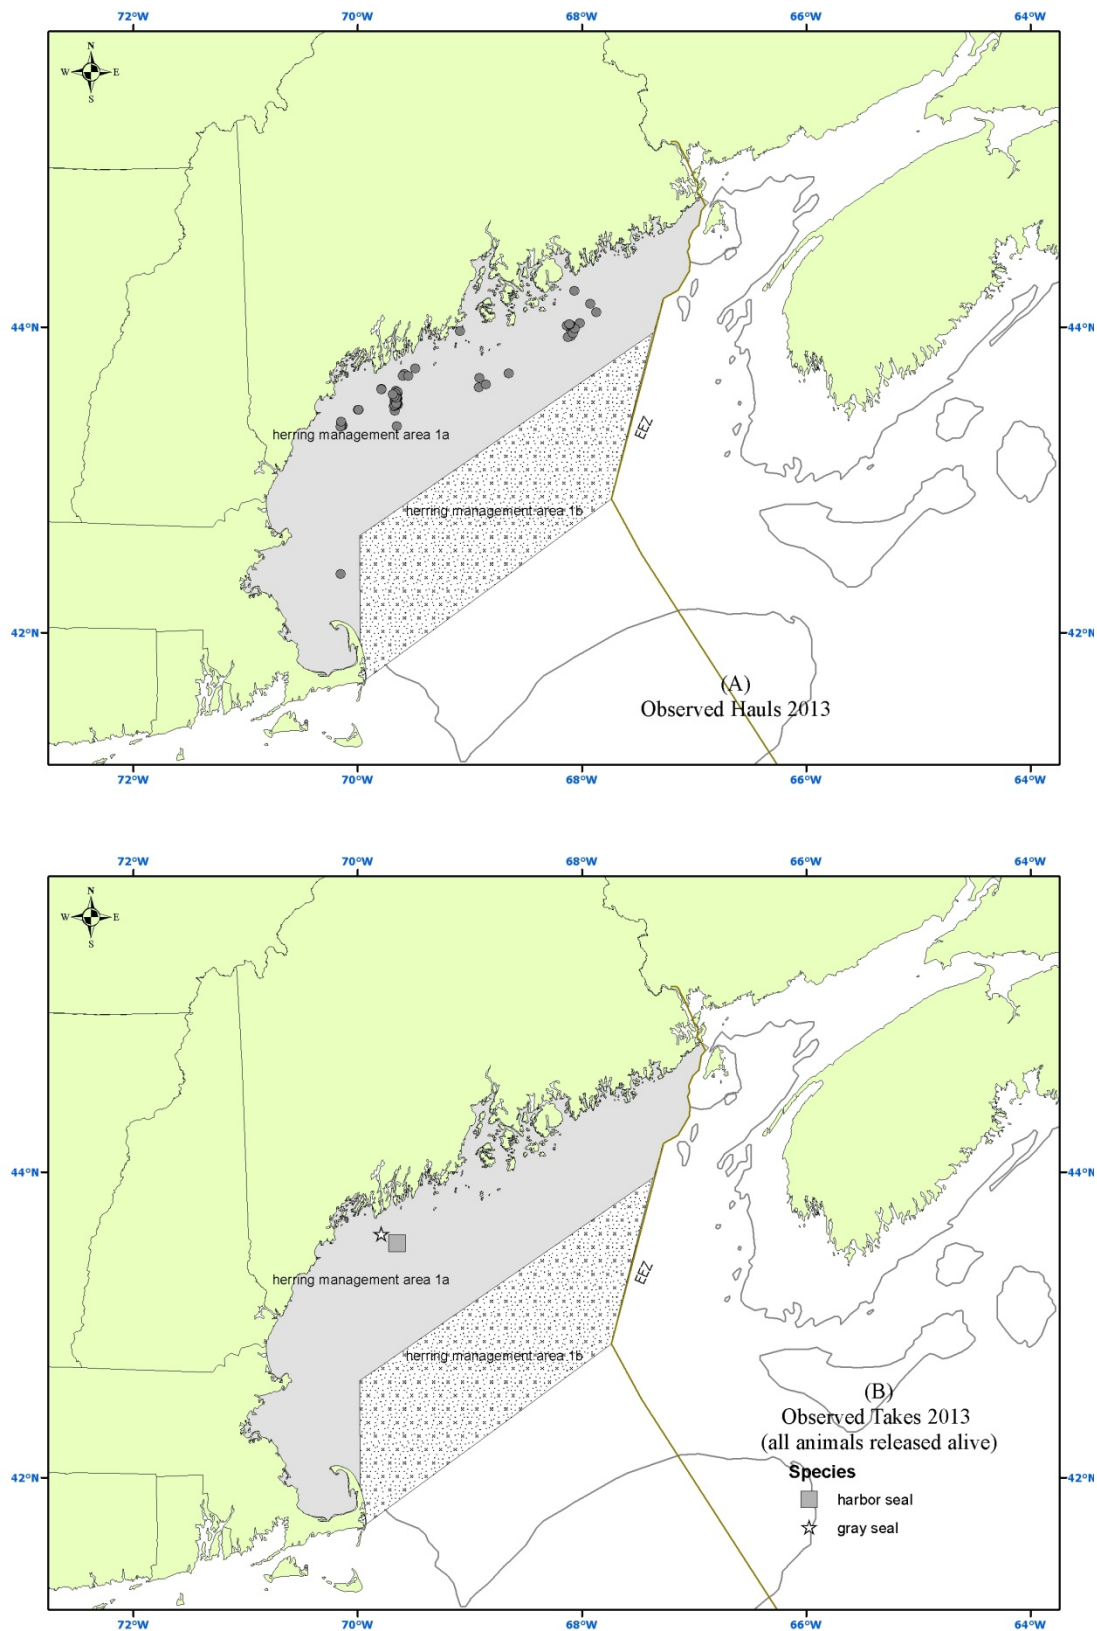 72°W 70°W 68°W 66°W 64°W
N
W E
S
44°N 44°N
herring management area 1a
EEZ
herring management area 1b
42°N 42°N
(A)
Observed Hauls 2013
72°W 70°W 68°W 66°W 64°W
72°W 70°W 68°W 66°W 64°W
N
W E
S
44°N 44°N
herring management area 1a
EEZ
herring management area 1b
(B)
Observed Takes 2013
(all animals released alive)
Species
42°N 42°N
harbor seal
gray seal
72°W 70°W 68°W 66°W 64°W